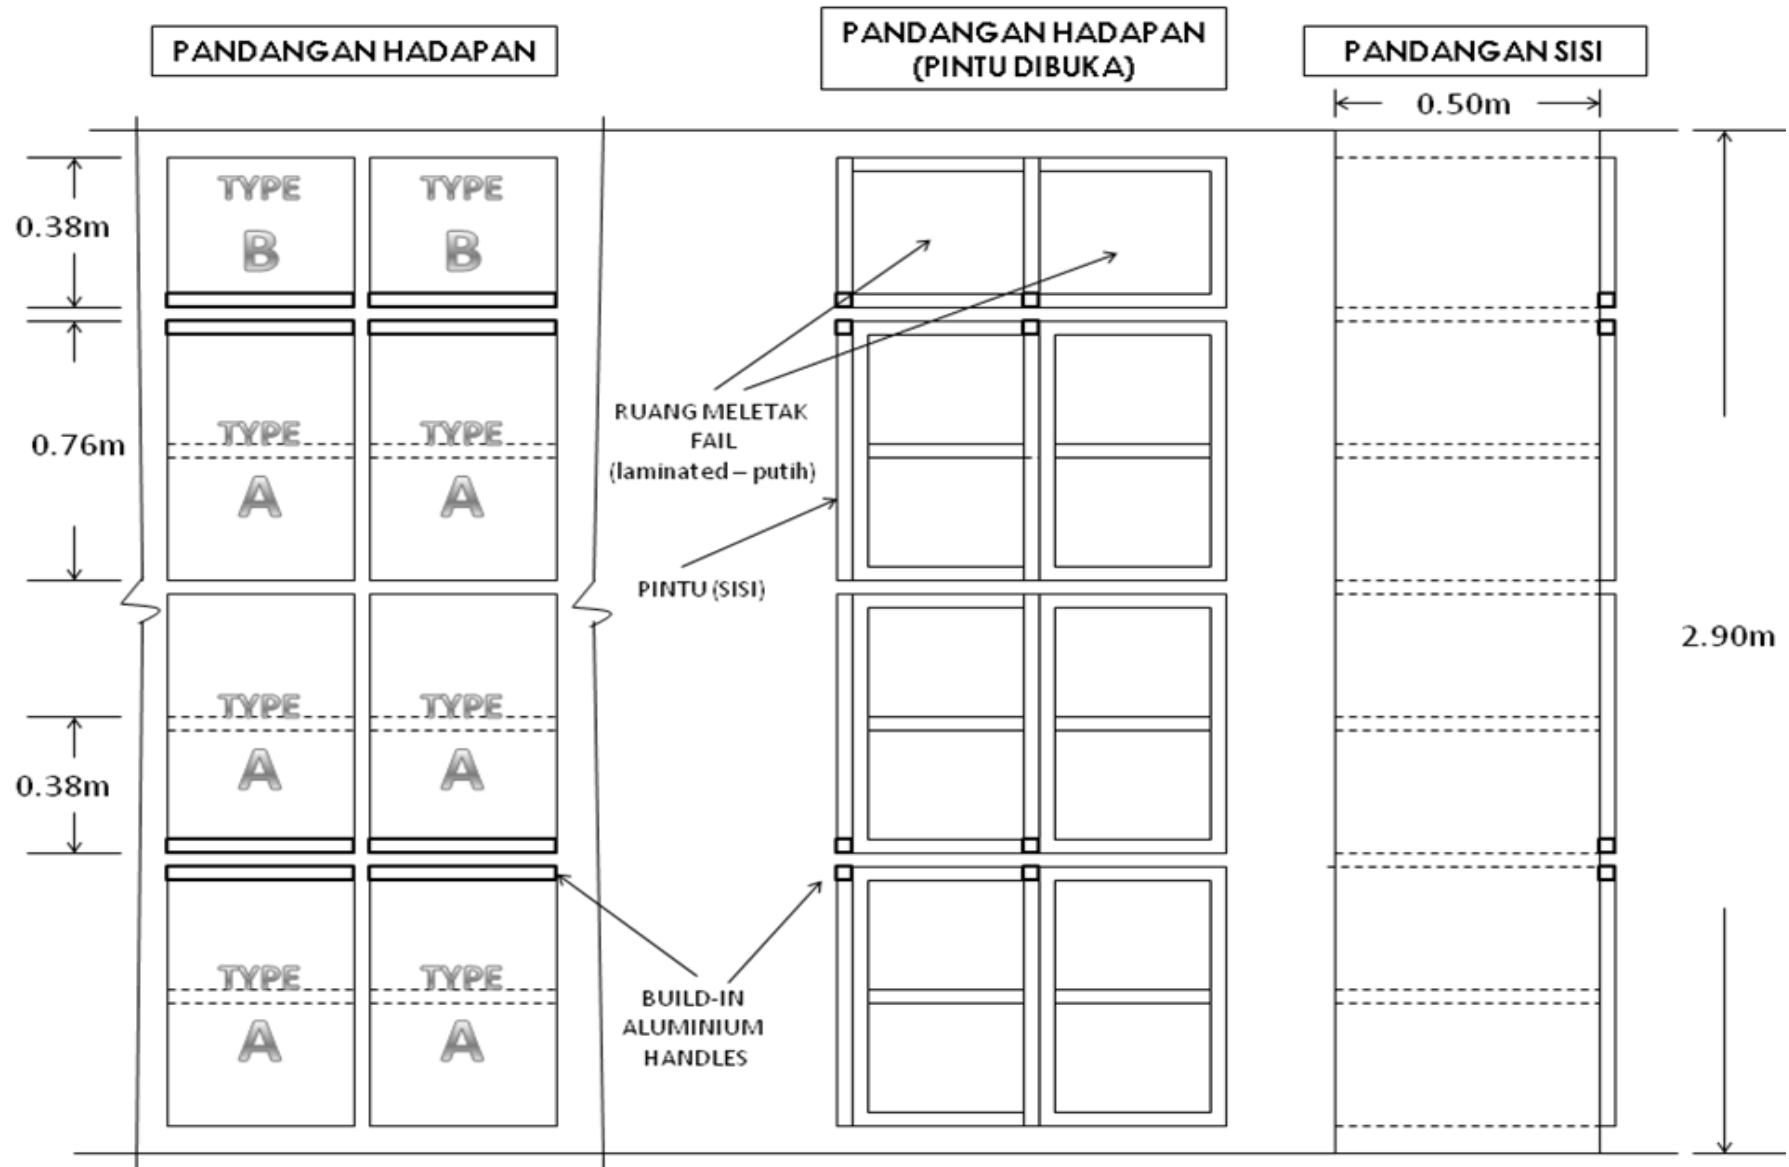 PANDANGAN HADAPAN
PANDANGAN HADAPAN
(PINTU DIBUKA)
PANDANGAN SISI
0.50m
TYPE
B
TYPE
B
0.38m
RUANG MELETAK
FAIL
(laminated – putih)
0.76m
TYPE
A
TYPE
A
PINTU (SISI)
2.90m
TYPE
A
TYPE
A
0.38m
BUILD-IN
ALUMINIUM
HANDLES
TYPE
A
TYPE
A